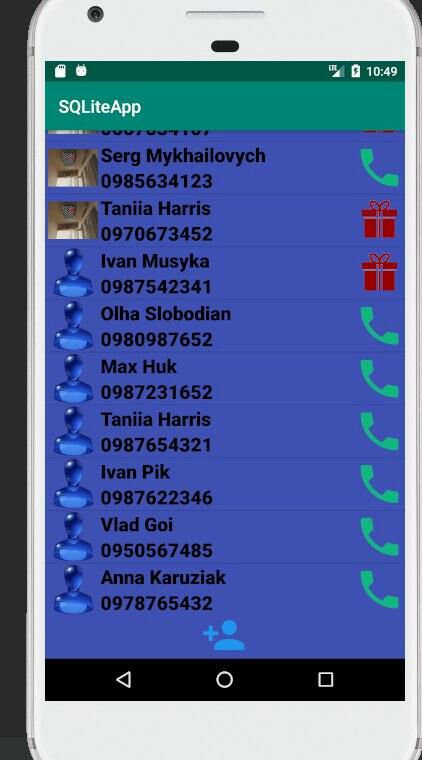 LTE 10:49
SQLiteApp
Serg Mykhailovych
0985634123
Taniia Harris
0970673452
Ivan Musyka
0987542341
Olha Slobodian
0980987652
Max Huk
0987231652
Taniia Harris
0987654321
Ivan Pik
0987622346
Vlad Goi
0950567485
Anna Karuziak
0978765432